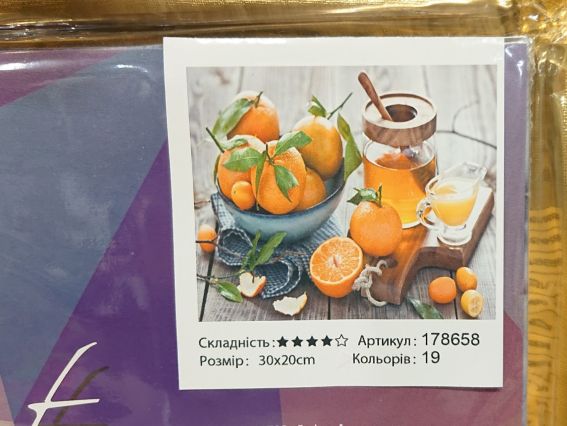 Складність: ★★★★☆ Артикул: 178658
Розмір: 30x20cm Кольорів: 19